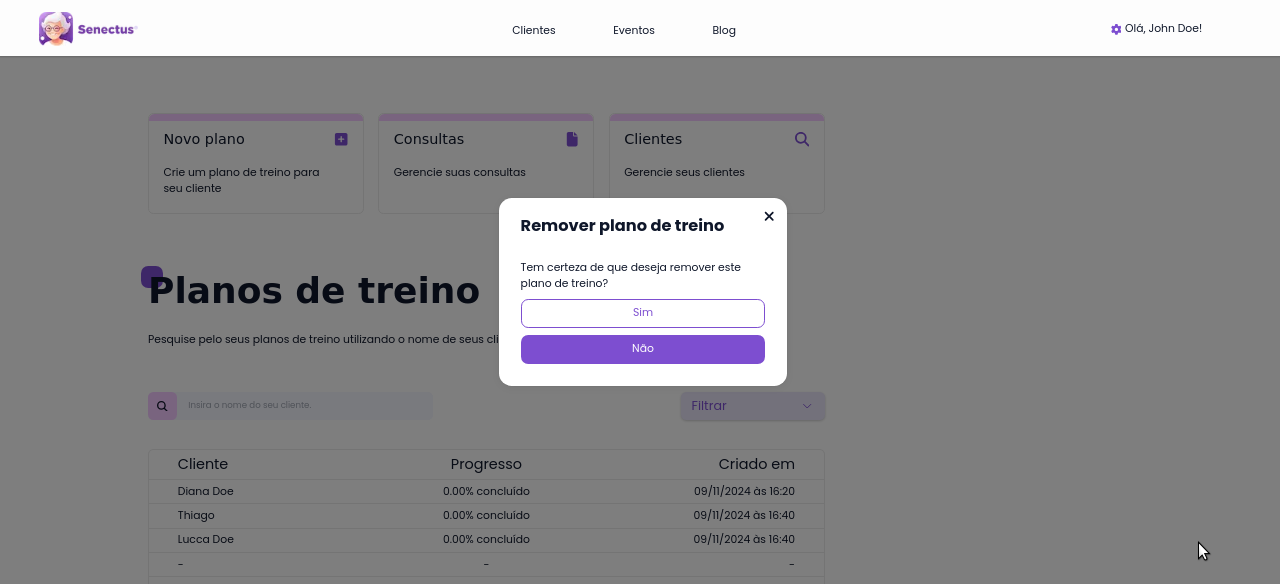 Senectus
Clientes
Eventos
Blog
Olá, John Doe!
Novo plano
Crie um plano de treino para
seu cliente
Consultas
Gerencie suas consultas
Clientes
Gerencie seus clientes
Remover plano de treino
Tem certeza de que deseja remover este
plano de treino?
Sim
Não
Planos de treino
Pesquise pelo seus planos de treino utilizando o nome de seus
Insira o nome do seu cliente.
Filtrar
Cliente Progresso Criado em
Diana Doe 0.00% concluído 09/11/2024 às 16:20
Thiago 0.00% concluído 09/11/2024 às 16:40
Lucca Doe 0.00% concluído 09/11/2024 às 16:40
- - -